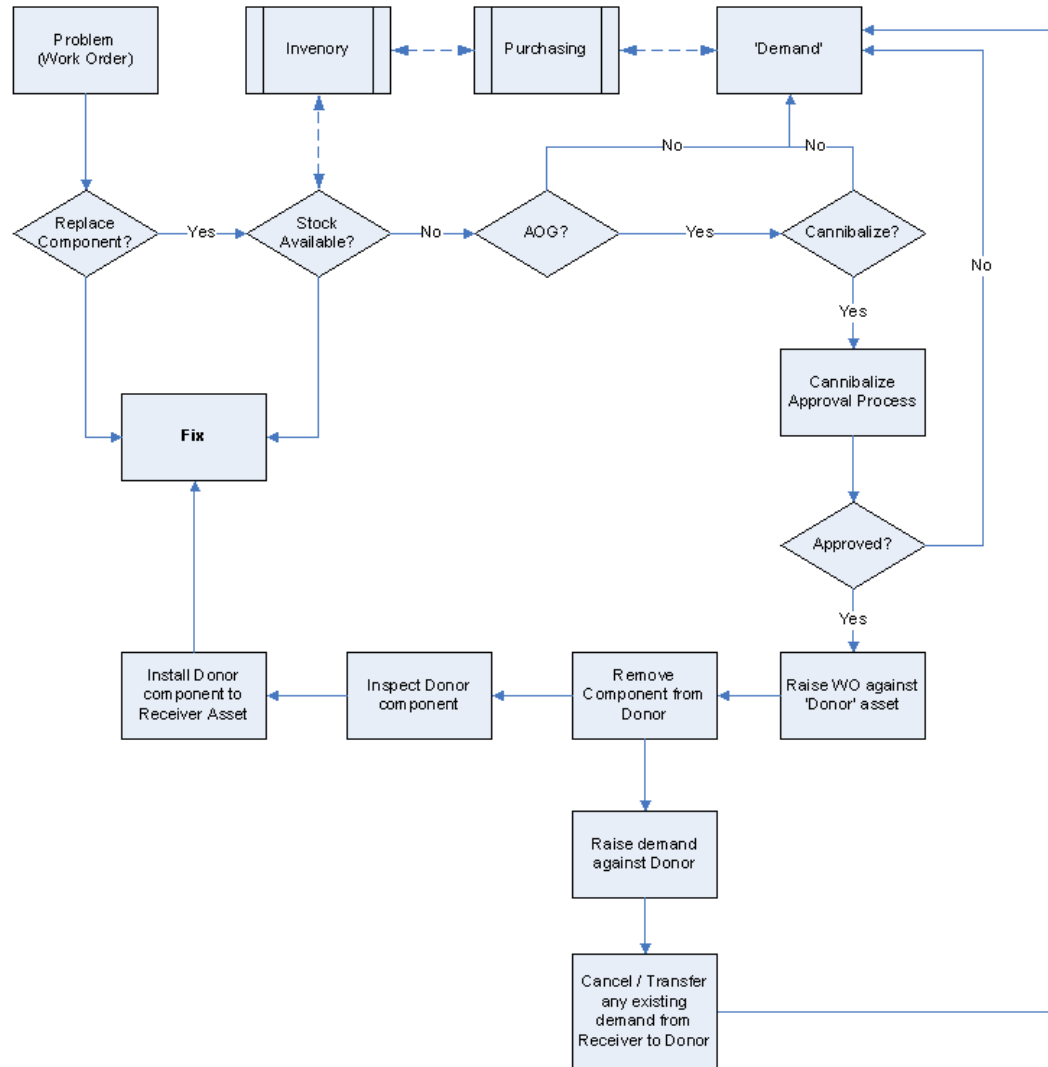 Problem
(Work Order)
Invenory
Purchasing
'Demand'
No
No
Replace
Component?
Yes
Stock
Available?
No
AOG?
Yes
Cannibalize?
No
Yes
Cannibalize
Approval Process
Fix
Approved?
Yes
Install Donor
component to
Receiver Asset
Inspect Donor
component
Remove
Component from
Donor
Raise WO against
'Donor' asset
Raise demand
against Donor
Cancel / Transfer
any existing
demand from
Receiver to Donor